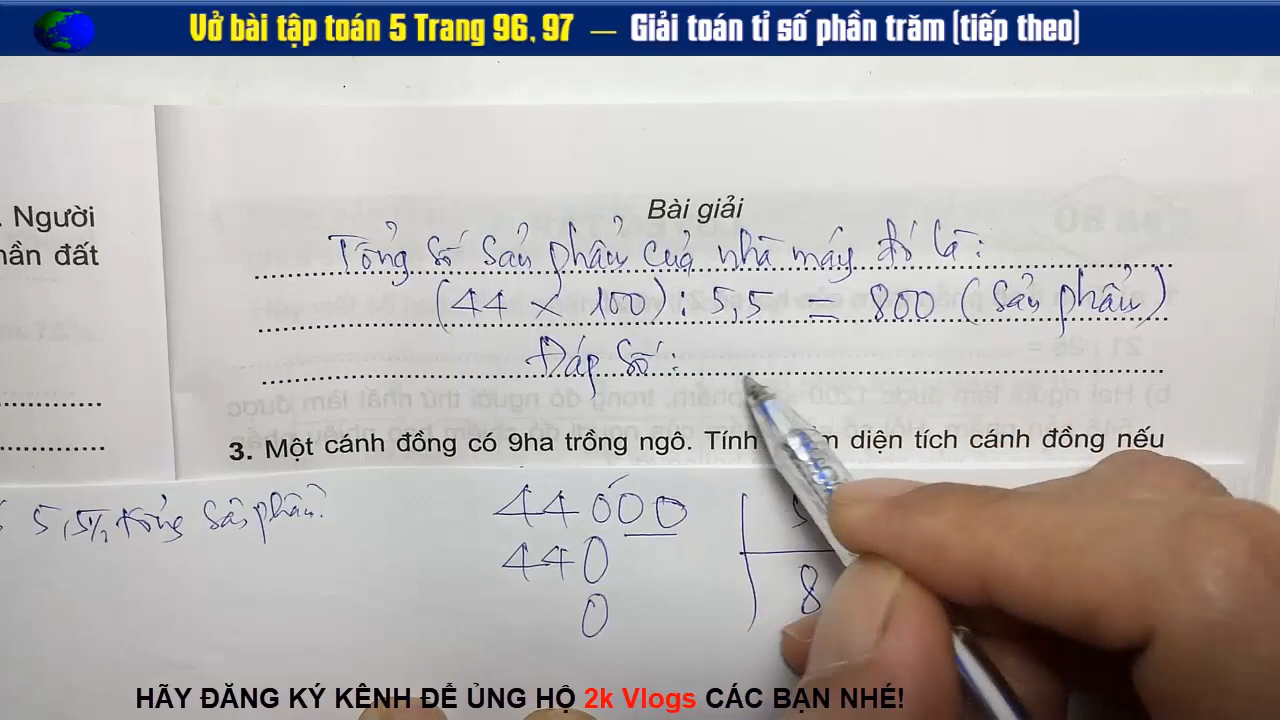 Vở bài tập toán 5 Trang 96, 97 — Giải toán tỉ số phần trăm (tiếp theo)
. Người
hần đất
Bài giải
Tổng số sản phẩm của nhà máy đó là:
(44 x 100) : 5,5 = 800 (sản phẩm)
Đáp số:
3. Một cánh đồng có 9ha trồng ngô. Tính diện tích cánh đồng nếu
5,5% tổng sản phẩm?
44000
440
0
5
8
HÃY ĐĂNG KÝ KÊNH ĐỂ ỦNG HỘ 2k Vlogs CÁC BẠN NHÉ!